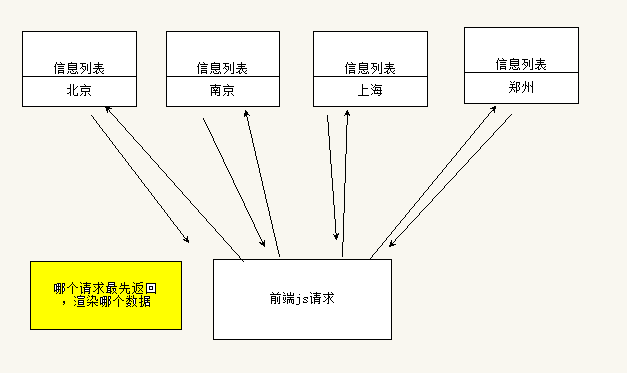 信息列表
北京
信息列表
南京
信息列表
上海
信息列表
郑州
哪个请求最先返回
，渲染哪个数据
前端js请求